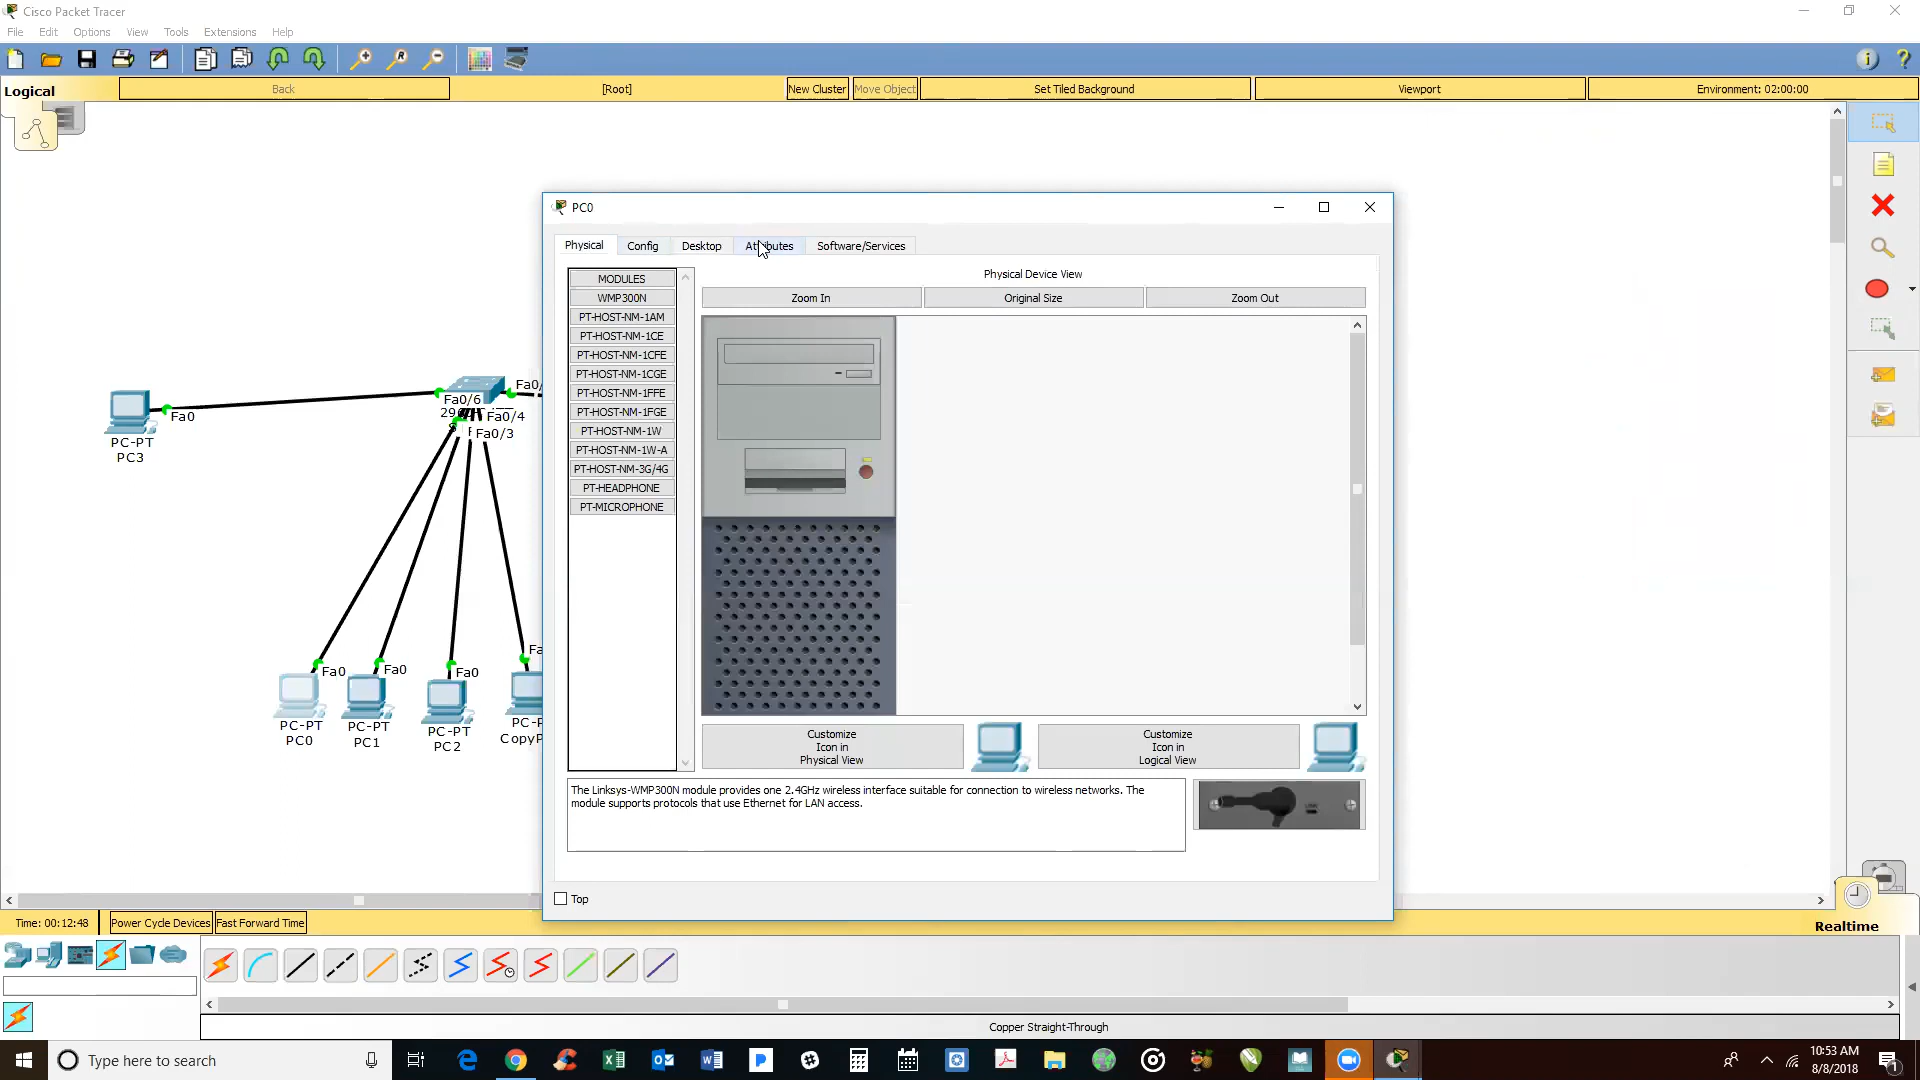 Cisco Packet Tracer
File Edit Options View Tools Extensions Help
Logical
Back
[Root]
New Cluster
Move Object
Set Tiled Background
Viewport
Environment: 02:00:00
PC0
Physical
Config
Desktop
Attributes
Software/Services
MODULES
WMP300N
PT-HOST-NM-1AM
PT-HOST-NM-1CE
PT-HOST-NM-1CFE
PT-HOST-NM-1CGE
PT-HOST-NM-1FFE
PT-HOST-NM-1FGE
PT-HOST-NM-1W
PT-HOST-NM-1W-A
PT-HOST-NM-3G/4G
PT-HEADPHONE
PT-MICROPHONE
Physical Device View
Zoom In
Original Size
Zoom Out
Customize
Icon in
Physical View
Customize
Icon in
Logical View
The Linksys-WMP300N module provides one 2.4GHz wireless interface suitable for connection to wireless networks. The
module supports protocols that use Ethernet for LAN access.
Top
Fa0
PC-PT
PC3
Fa0/
Fa0/6
Fa0/4
Fa0/3
Fa0
PC-PT
PC0
Fa0
PC-PT
PC1
Fa0
PC-PT
PC2
Fa
PC-P
CopyP
Time: 00:12:48
Power Cycle Devices
Fast Forward Time
Realtime
Copper Straight-Through
Type here to search
10:53 AM
8/8/2018